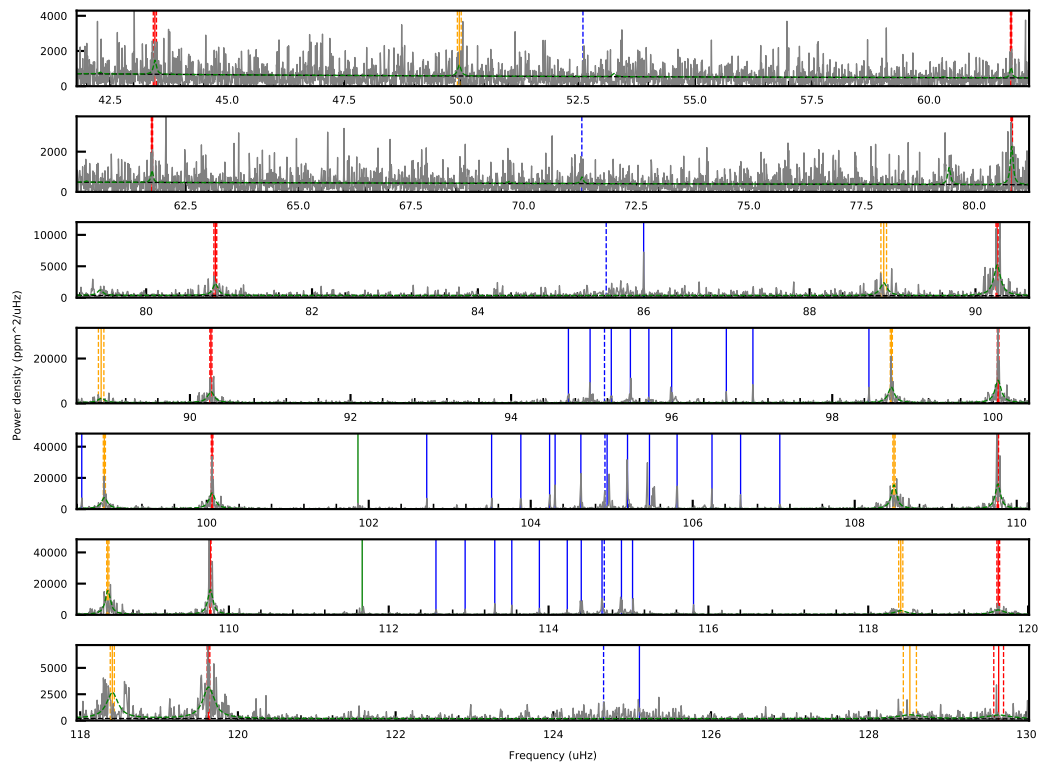 4000
2000
0
42.5 45.0 47.5 50.0 52.5 55.0 57.5 60.0
2000
0
62.5 65.0 67.5 70.0 72.5 75.0 77.5 80.0
10000
5000
0
80 82 84 86 88 90
20000
0
90 92 94 96 98 100
40000
20000
0
100 102 104 106 108 110
40000
20000
0
110 112 114 116 118 120
5000
2500
0
118 120 122 124 126 128 130
Power density (ppm^2/uHz)
Frequency (uHz)